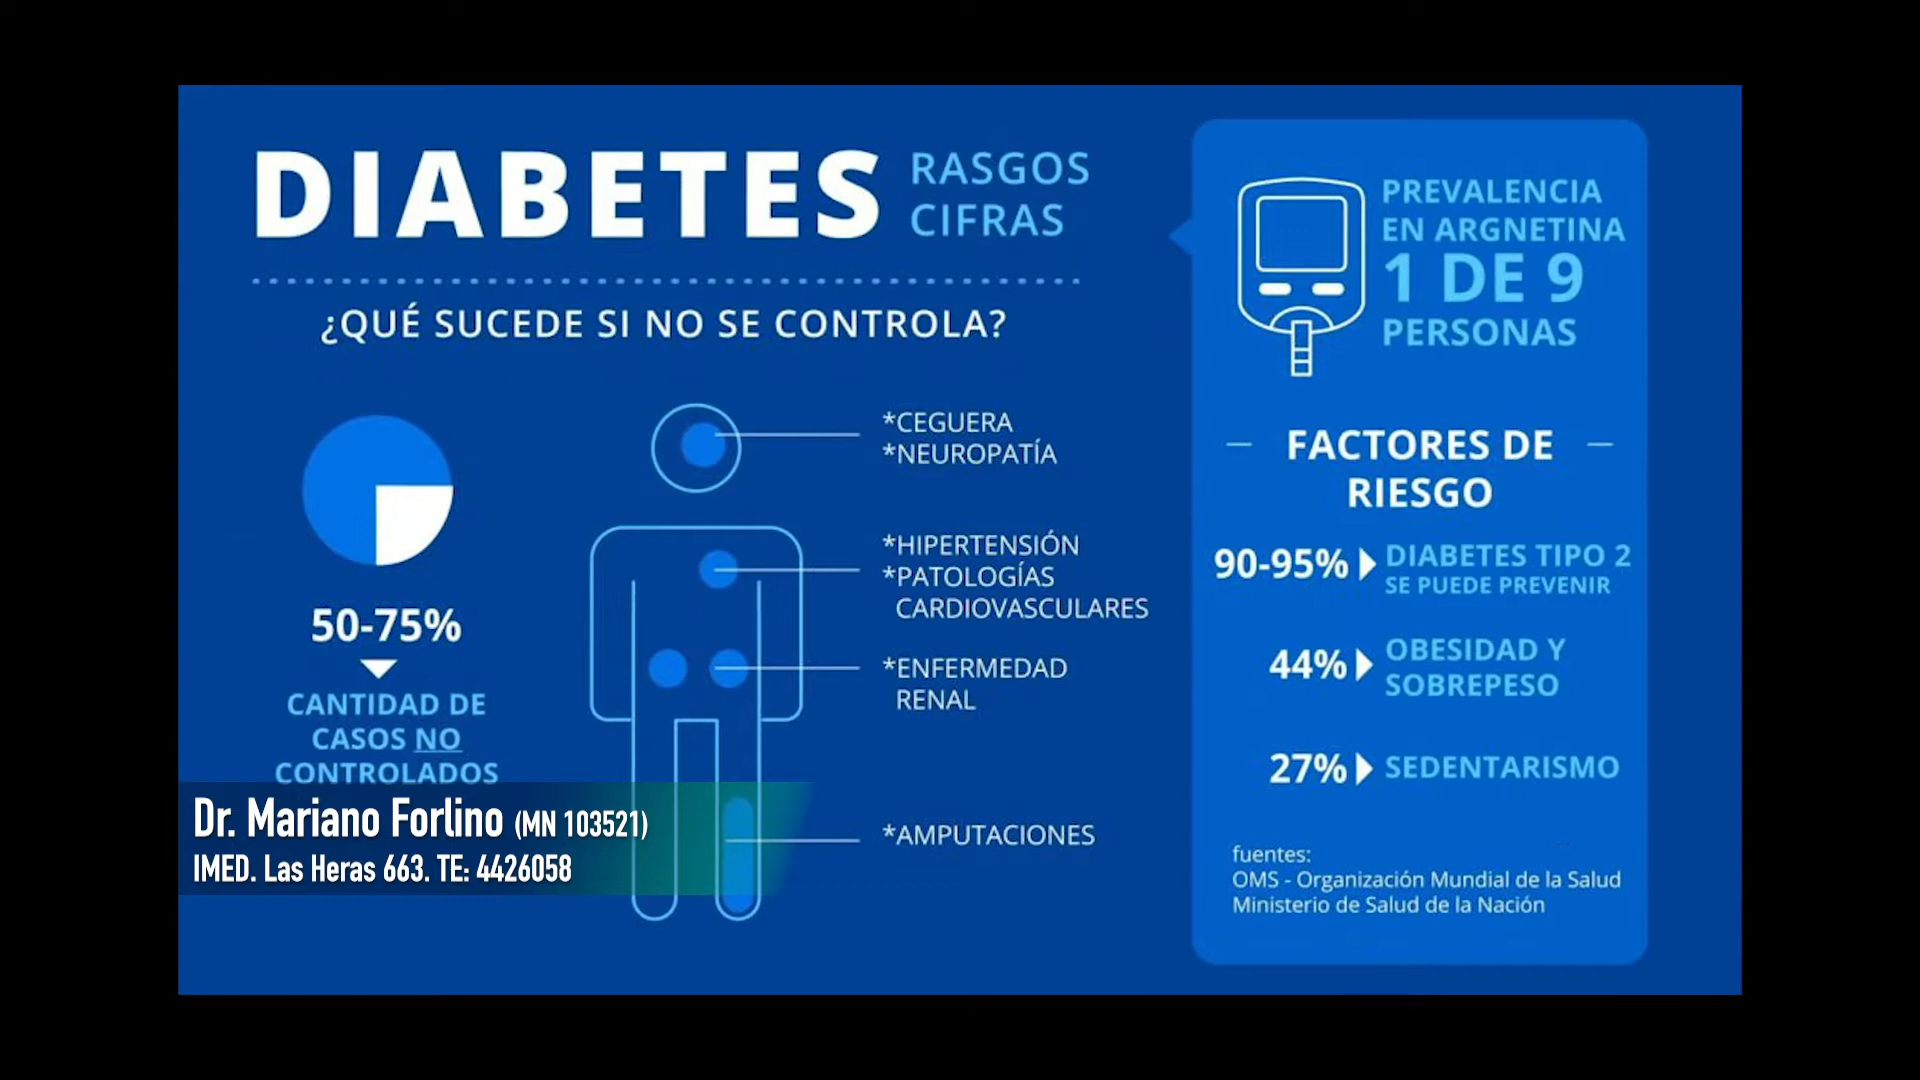 DIABETES
RASGOS
CIFRAS
¿QUÉ SUCEDE SI NO SE CONTROLA?
50-75%
CANTIDAD DE
CASOS NO
CONTROLADOS
*CEGUERA
*NEUROPATÍA
*HIPERTENSIÓN
*PATOLOGÍAS
CARDIOVASCULARES
*ENFERMEDAD
RENAL
*AMPUTACIONES
Dr. Mariano Forlino (MN 103521)
IMED. Las Heras 663. TE: 4426058
PREVALENCIA
EN ARGNETINA
1 DE 9
PERSONAS
FACTORES DE
RIESGO
90-95% DIABETES TIPO 2
SE PUEDE PREVENIR
44% OBESIDAD Y
SOBREPESO
27% SEDENTARISMO
fuentes:
OMS - Organización Mundial de la Salud
Ministerio de Salud de la Nación